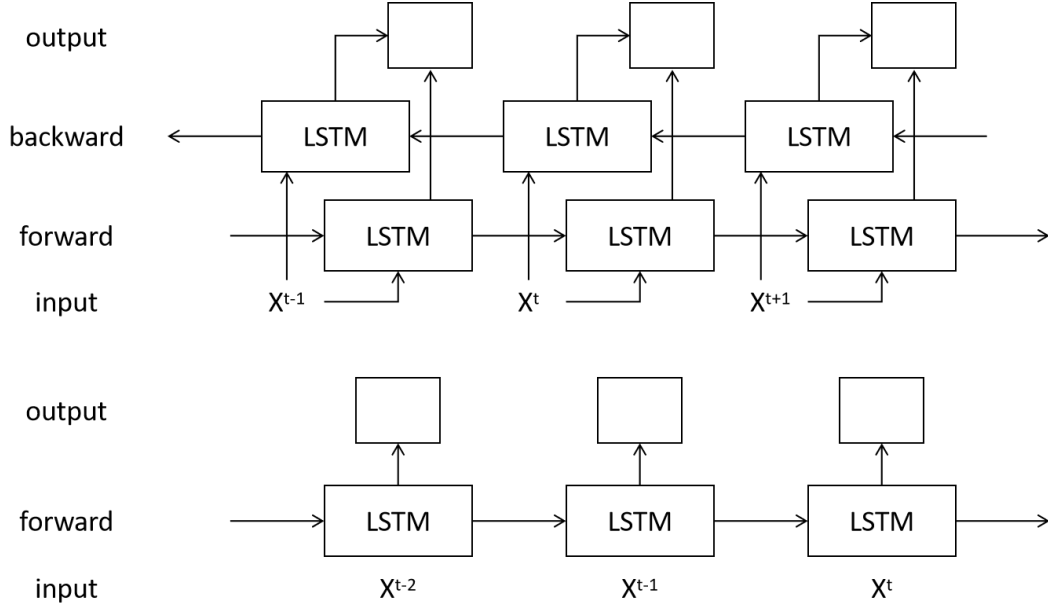 output
backward LSTM LSTM LSTM
forward LSTM LSTM LSTM
input Xᵗ⁻¹ Xᵗ Xᵗ⁺¹
output
forward LSTM LSTM LSTM
input Xᵗ⁻² Xᵗ⁻¹ Xᵗ